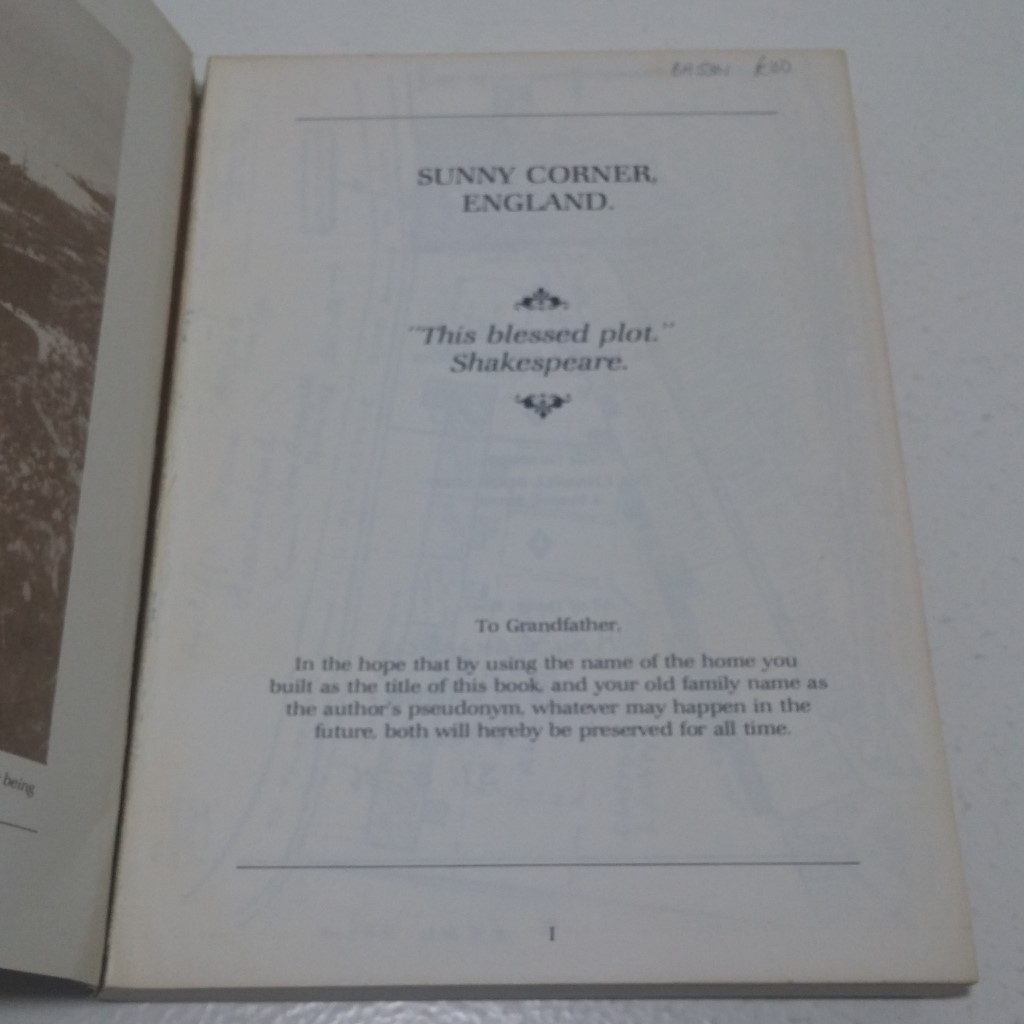 SUNNY CORNER,
ENGLAND.
"This blessed plot."
Shakespeare.
To Grandfather,
In the hope that by using the name of the home you
built as the title of this book, and your old family name as
the author's pseudonym, whatever may happen in the
future, both will hereby be preserved for all time.
I
being